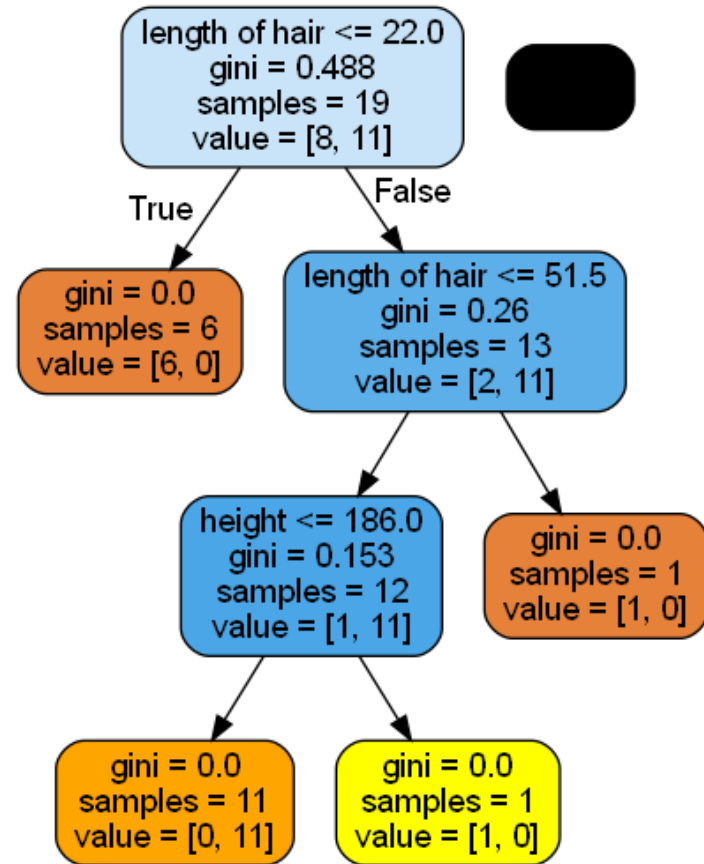 length of hair <= 22.0
gini = 0.488
samples = 19
value = [8, 11]
True
False
gini = 0.0
samples = 6
value = [6, 0]
length of hair <= 51.5
gini = 0.26
samples = 13
value = [2, 11]
height <= 186.0
gini = 0.153
samples = 12
value = [1, 11]
gini = 0.0
samples = 1
value = [1, 0]
gini = 0.0
samples = 11
value = [0, 11]
gini = 0.0
samples = 1
value = [1, 0]